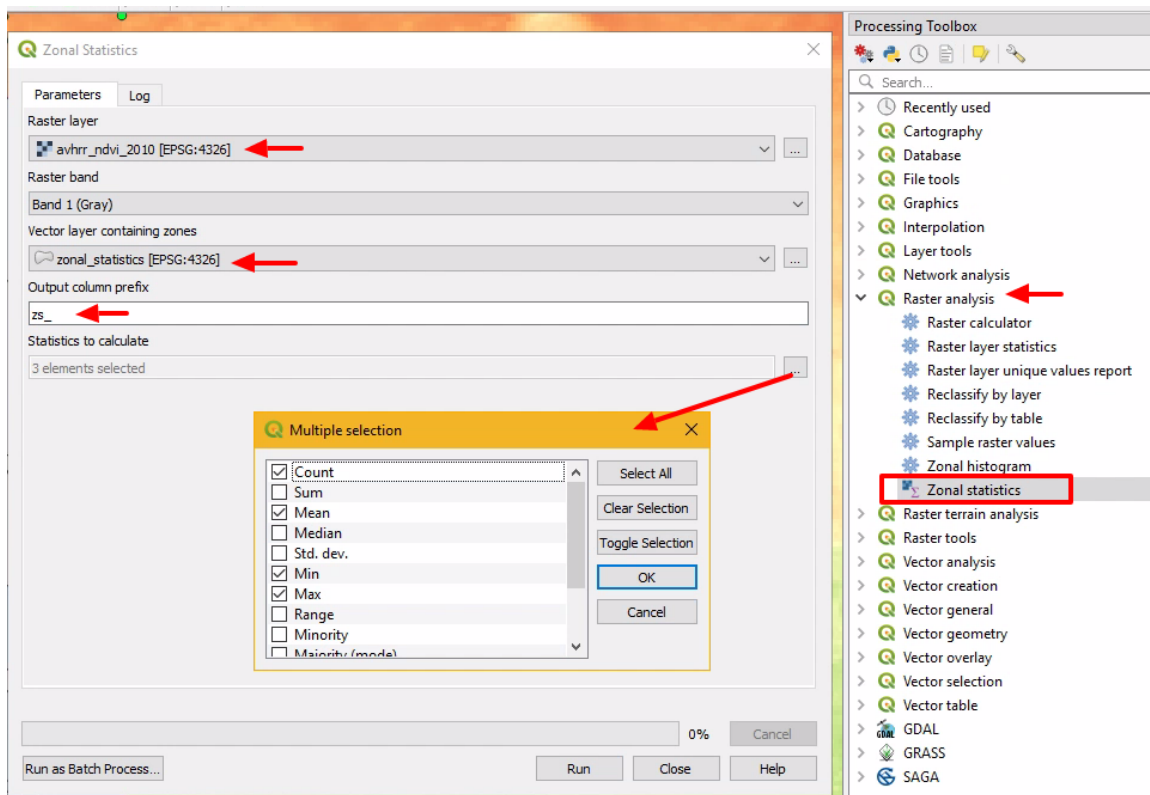 Zonal Statistics
Parameters
Log
Raster layer
avhrr_ndvi_2010 [EPSG:4326]
...
Raster band
Band 1 (Gray)
Vector layer containing zones
zonal_statistics [EPSG:4326]
...
Output column prefix
zs_
Statistics to calculate
3 elements selected
...
Multiple selection
Count
Sum
Mean
Median
Std. dev.
Min
Max
Range
Minority
Majority (mode)
Select All
Clear Selection
Toggle Selection
OK
Cancel
0%
Cancel
Run as Batch Process...
Run
Close
Help
Processing Toolbox
Search...
Recently used
Cartography
Database
File tools
Graphics
Interpolation
Layer tools
Network analysis
Raster analysis
Raster calculator
Raster layer statistics
Raster layer unique values report
Reclassify by layer
Reclassify by table
Sample raster values
Zonal histogram
Zonal statistics
Raster terrain analysis
Raster tools
Vector analysis
Vector creation
Vector general
Vector geometry
Vector overlay
Vector selection
Vector table
GDAL
GRASS
SAGA